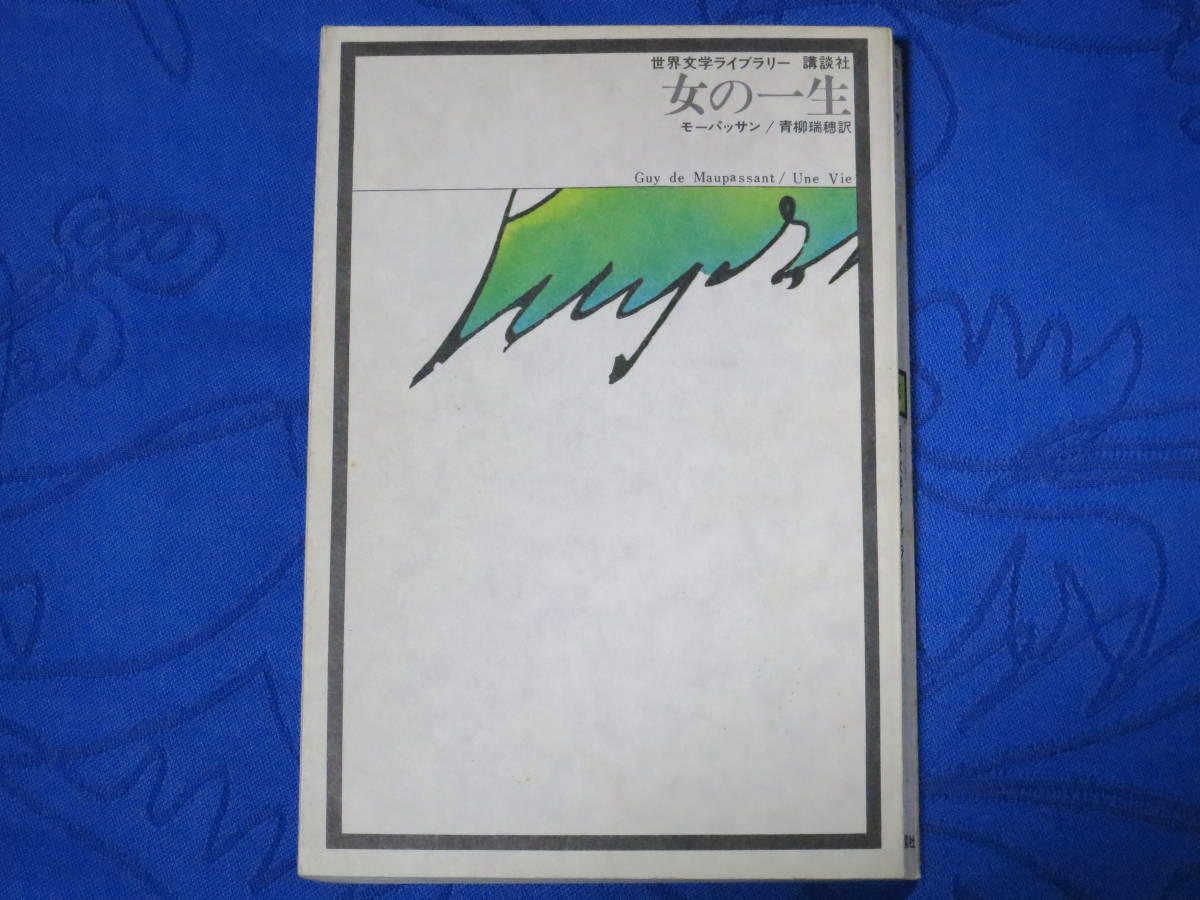 世界文学ライブラリー 講談社
女の一生
モーパッサン/青柳瑞穂訳
Guy de Maupassant/ Une Vie